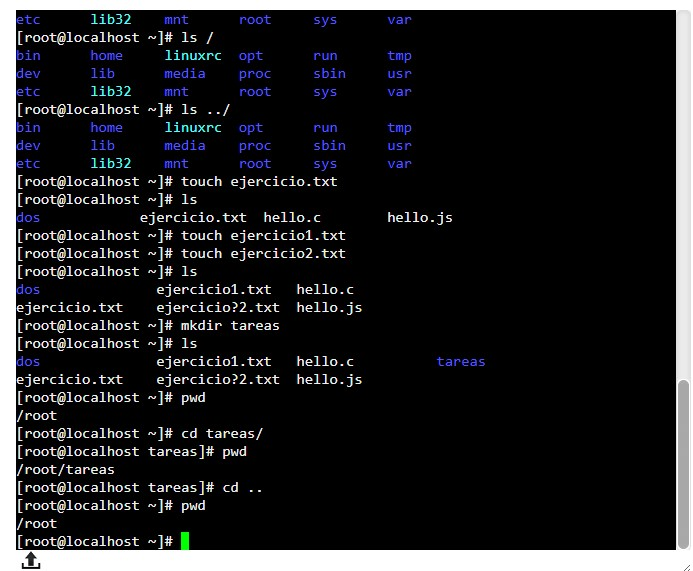 etc      lib32    mnt      root     sys      var
[root@localhost ~]# ls /
bin      home     linuxrc  opt      run      tmp
dev      lib      media    proc     sbin     usr
etc      lib32    mnt      root     sys      var
[root@localhost ~]# ls ../
bin      home     linuxrc  opt      run      tmp
dev      lib      media    proc     sbin     usr
etc      lib32    mnt      root     sys      var
[root@localhost ~]# touch ejercicio.txt
[root@localhost ~]# ls
dos            ejercicio.txt  hello.c        hello.js
[root@localhost ~]# touch ejercicio1.txt
[root@localhost ~]# touch ejercicio2.txt
[root@localhost ~]# ls
dos              ejercicio1.txt   hello.c
ejercicio.txt    ejercicio?2.txt  hello.js
[root@localhost ~]# mkdir tareas
[root@localhost ~]# ls
dos              ejercicio1.txt   hello.c          tareas
ejercicio.txt    ejercicio?2.txt  hello.js
[root@localhost ~]# pwd
/root
[root@localhost ~]# cd tareas/
[root@localhost tareas]# pwd
/root/tareas
[root@localhost tareas]# cd ..
[root@localhost ~]# pwd
/root
[root@localhost ~]#